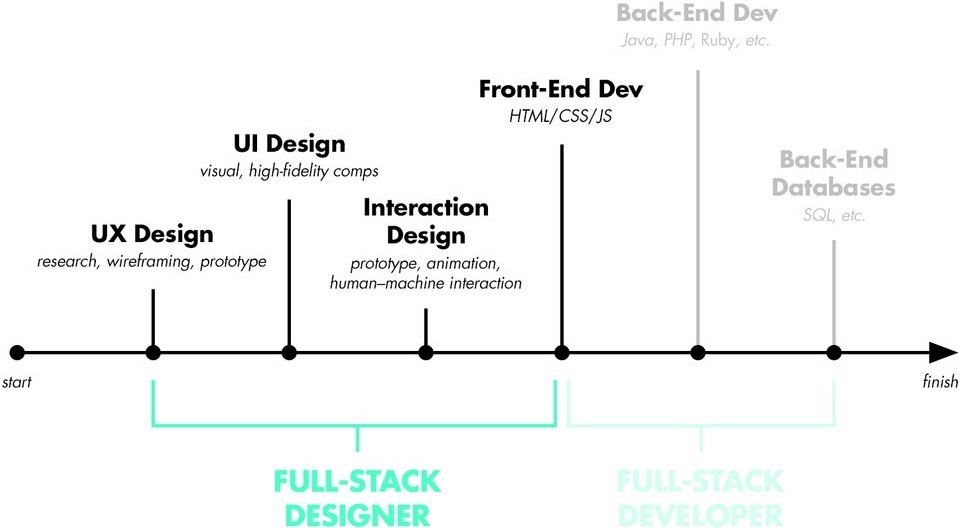 Back-End Dev
Java, PHP, Ruby, etc.
Front-End Dev
HTML/CSS/JS
UI Design
visual, high-fidelity comps
Back-End
Databases
SQL, etc.
Interaction
Design
prototype, animation,
human–machine interaction
UX Design
research, wireframing, prototype
start
finish
FULL-STACK
DESIGNER
FULL-STACK
DEVELOPER